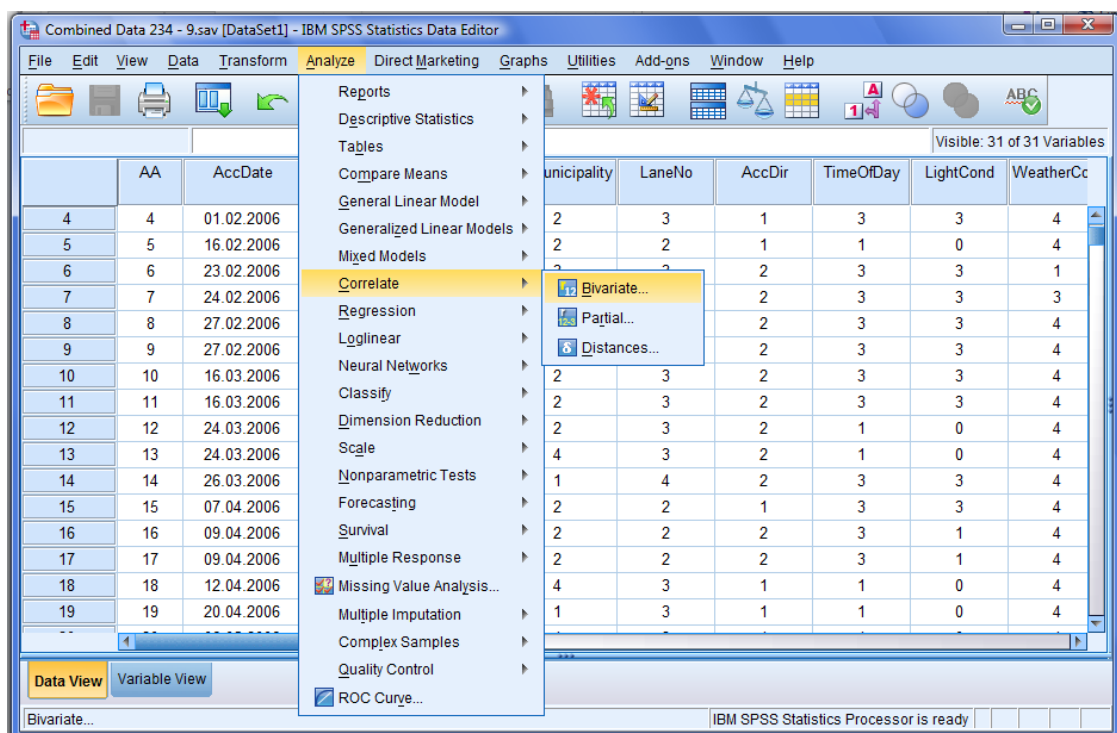 Combined Data 234 - 9.sav [DataSet1] - IBM SPSS Statistics Data Editor
File Edit View Data Transform Analyze Direct Marketing Graphs Utilities Add-ons Window Help
Visible: 31 of 31 Variables
AA AccDate unicipality LaneNo AccDir TimeOfDay LightCond WeatherCo
4 4 01.02.2006 2 3 1 3 3 4
5 5 16.02.2006 2 2 1 1 0 4
6 6 23.02.2006 2 3 3 1
7 7 24.02.2006 2 3 3 3
8 8 27.02.2006 2 3 3 4
9 9 27.02.2006 2 3 3 4
10 10 16.03.2006 2 3 2 3 3 4
11 11 16.03.2006 2 3 2 3 3 4
12 12 24.03.2006 2 3 2 1 0 4
13 13 24.03.2006 4 3 2 1 0 4
14 14 26.03.2006 1 4 2 3 3 4
15 15 07.04.2006 2 2 1 3 3 4
16 16 09.04.2006 2 2 2 3 1 4
17 17 09.04.2006 2 2 2 3 1 4
18 18 12.04.2006 4 3 1 1 0 4
19 19 20.04.2006 1 3 1 1 0 4
Reports
Descriptive Statistics
Tables
Compare Means
General Linear Model
Generalized Linear Models
Mixed Models
Correlate
Regression
Loglinear
Neural Networks
Classify
Dimension Reduction
Scale
Nonparametric Tests
Forecasting
Survival
Multiple Response
Missing Value Analysis...
Multiple Imputation
Complex Samples
Quality Control
ROC Curve...
Bivariate...
Partial...
Distances...
Data View Variable View
Bivariate... IBM SPSS Statistics Processor is ready